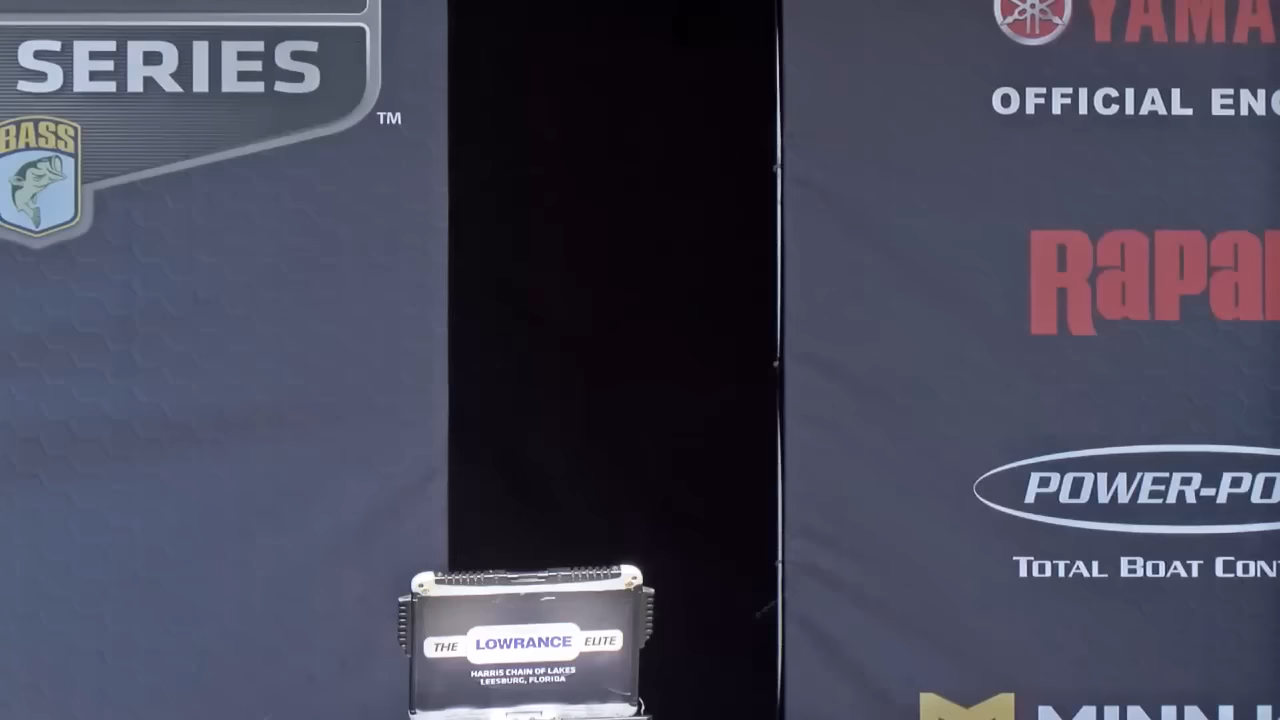 SERIES
TM
BASS
YAMA
OFFICIAL ENG
RAPAL
POWER-PO
TOTAL BOAT CONT
THE LOWRANCE ELITE
HARRIS CHAIN OF LAKES
LEESBURG, FLORIDA
MINN K